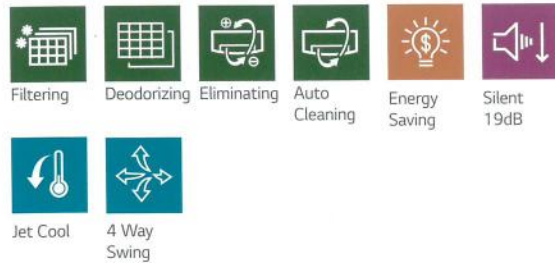 Filtering
Deodorizing
Eliminating
Auto
Cleaning
Energy
Saving
Silent
19dB
Jet Cool
4 Way
Swing